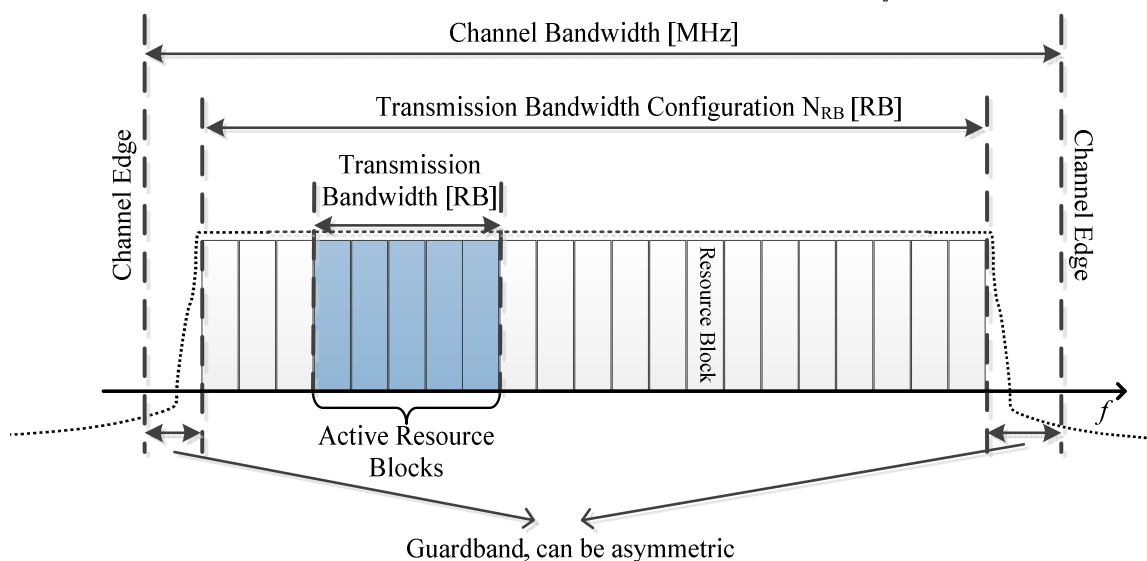 Channel Bandwidth [MHz]
Transmission Bandwidth Configuration N_RB [RB]
Channel Edge
Transmission
Bandwidth [RB]
Channel Edge
Resource Block
f
Active Resource
Blocks
Guardband, can be asymmetric